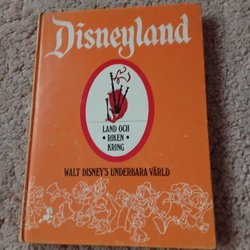 Disneyland
LAND OCH
• RIKEN •
KRING
WALT DISNEY'S UNDERBARA VÄRLD